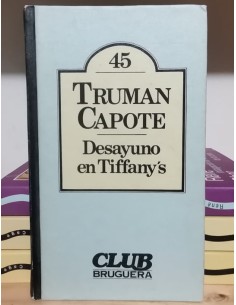 45
TRUMAN
CAPOTE
Desayuno
en Tiffany's
CLUB
BRUGUERA